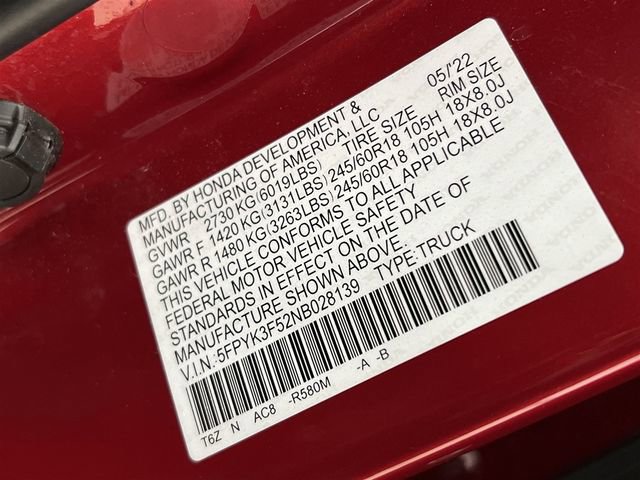 MFD. BY HONDA DEVELOPMENT &
MANUFACTURING OF AMERICA, LLC 05/'22
GVWR 2730 KG (6019LBS) TIRE SIZE RIM SIZE
GAWR F 1420 KG (3131LBS) 245/60R18 105H 18X8.0J
GAWR R 1480 KG (3263LBS) 245/60R18 105H 18X8.0J
THIS VEHICLE CONFORMS TO ALL APPLICABLE
FEDERAL MOTOR VEHICLE SAFETY
STANDARDS IN EFFECT ON THE DATE OF
MANUFACTURE SHOWN ABOVE.
V.I.N:5FPYK3F52NB028139 TYPE:TRUCK
T6Z N AC8 -R580M -A -B